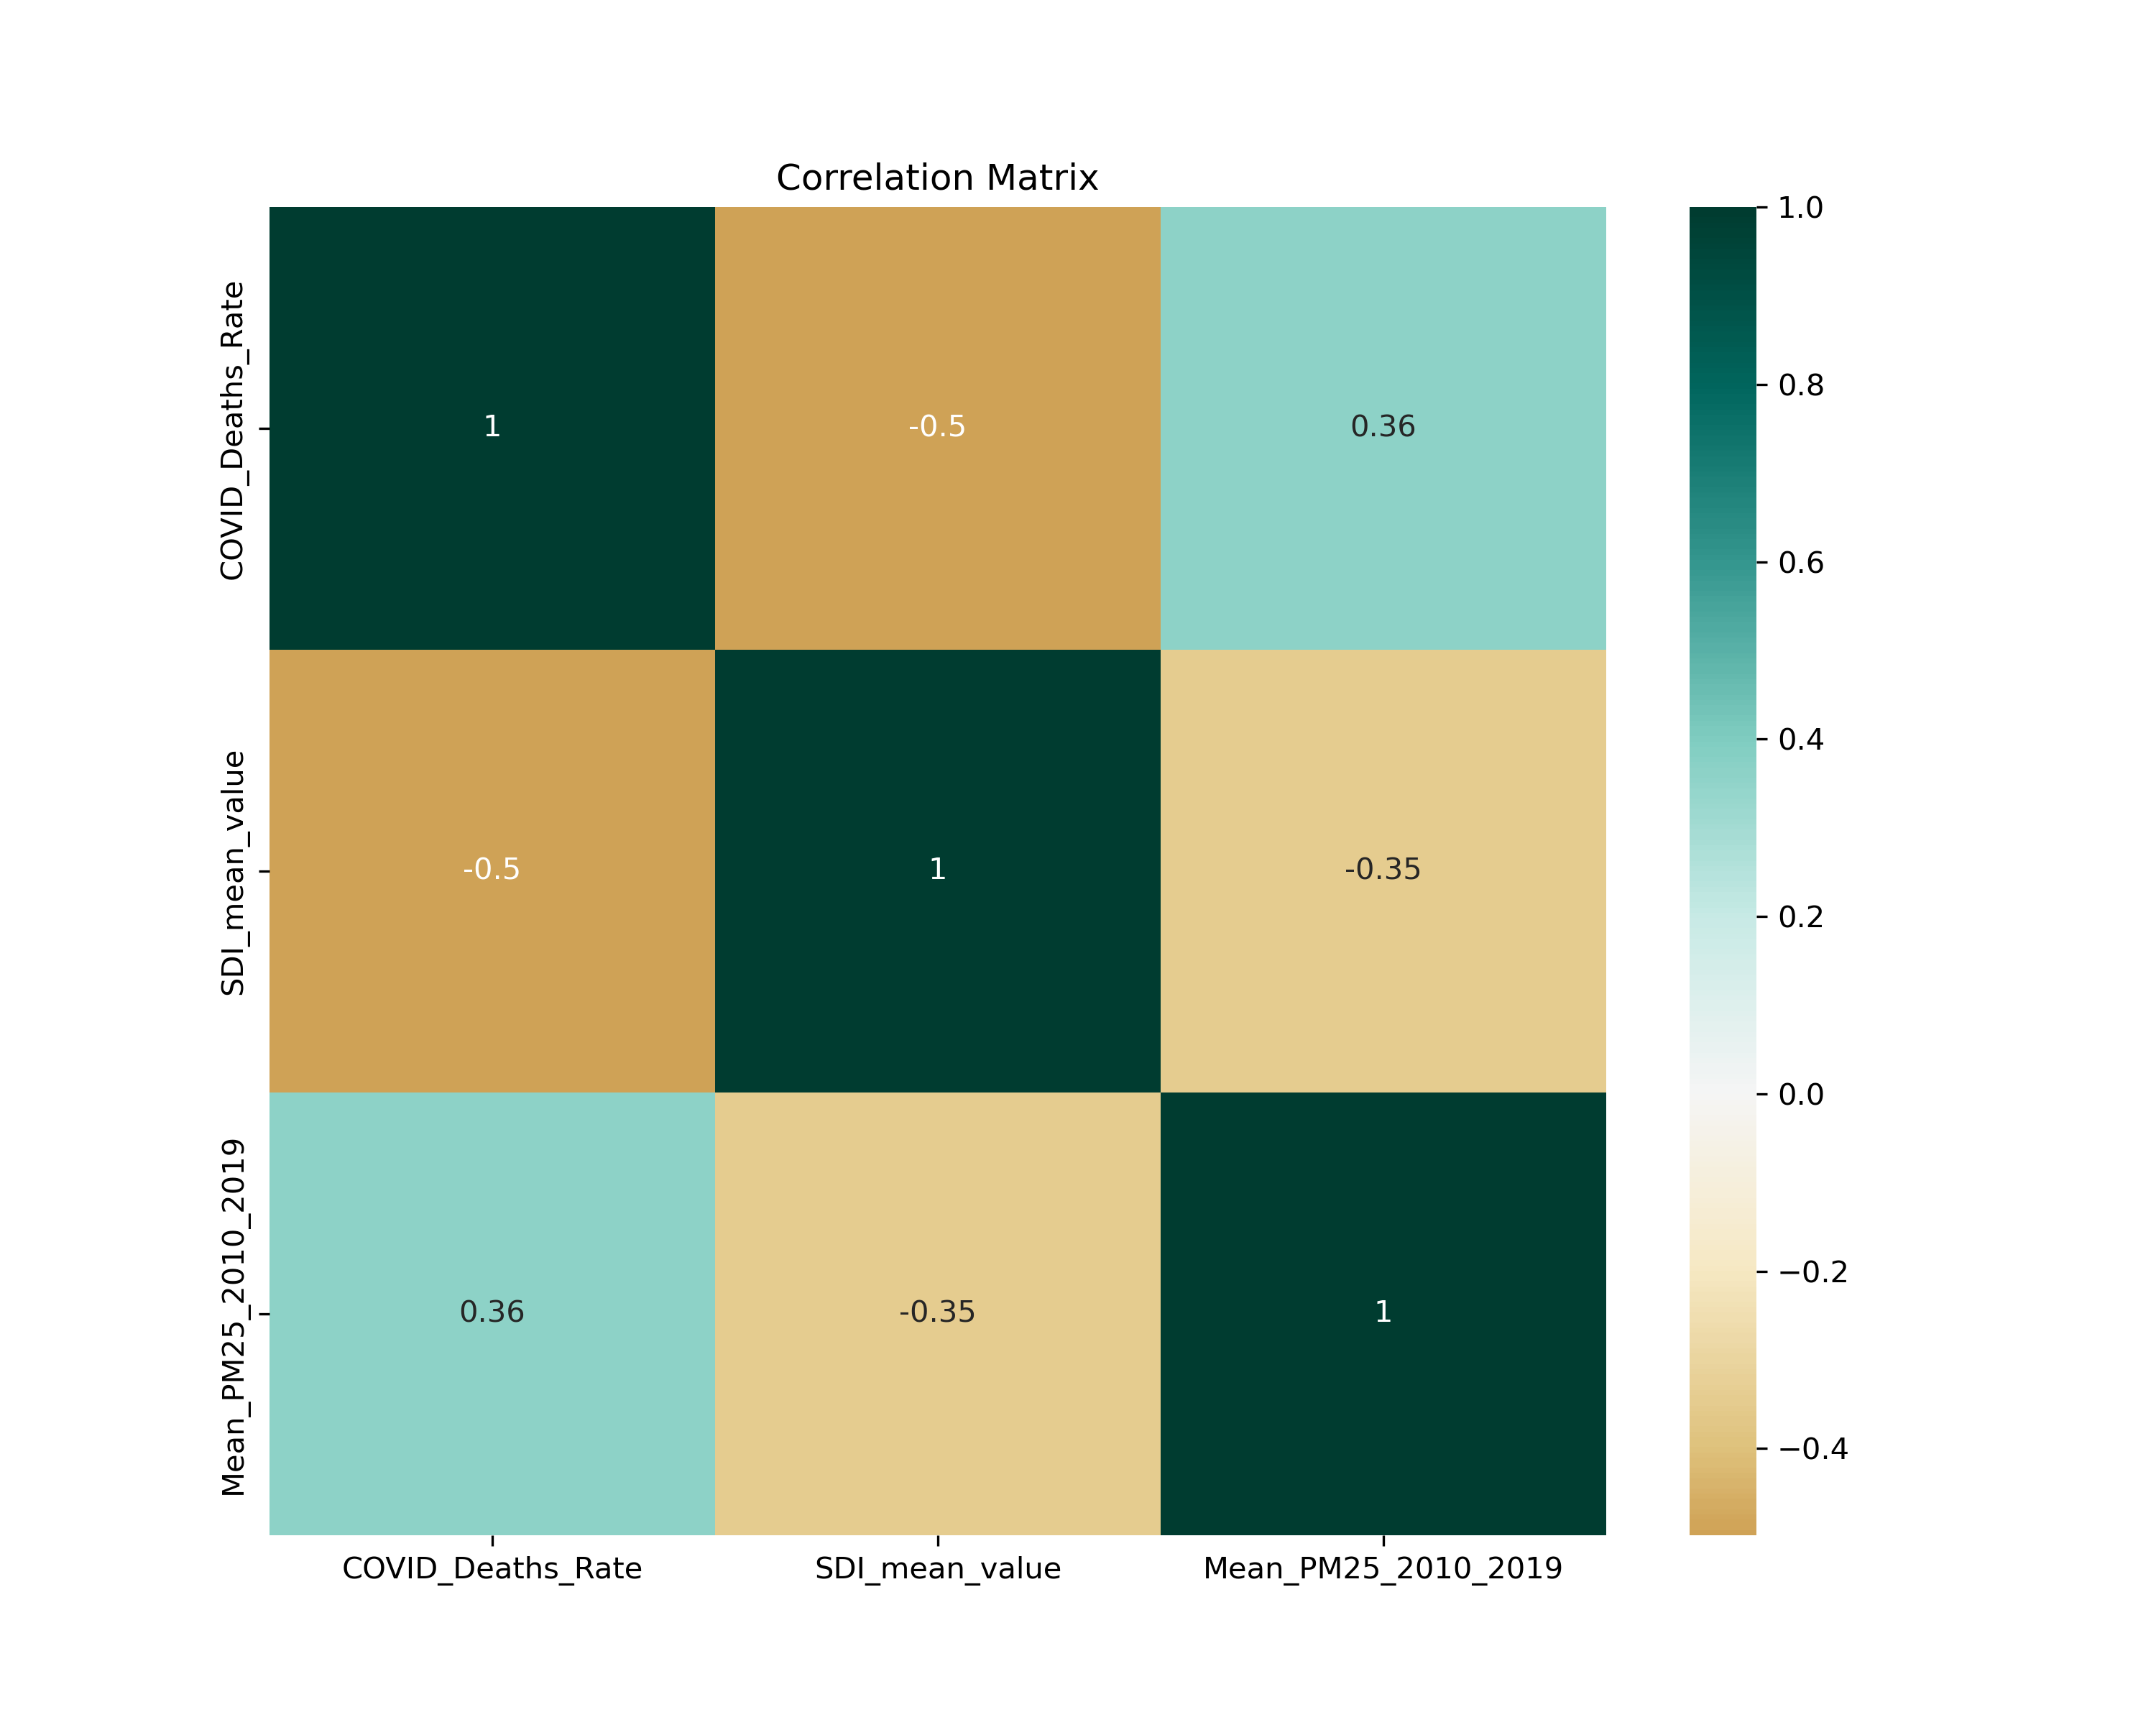 Correlation Matrix
COVID_Deaths_Rate
1
-0.5
0.36
SDI_mean_value
-0.5
1
-0.35
Mean_PM25_2010_2019
0.36
-0.35
1
COVID_Deaths_Rate
SDI_mean_value
Mean_PM25_2010_2019
1.0
0.8
0.6
0.4
0.2
0.0
−0.2
−0.4